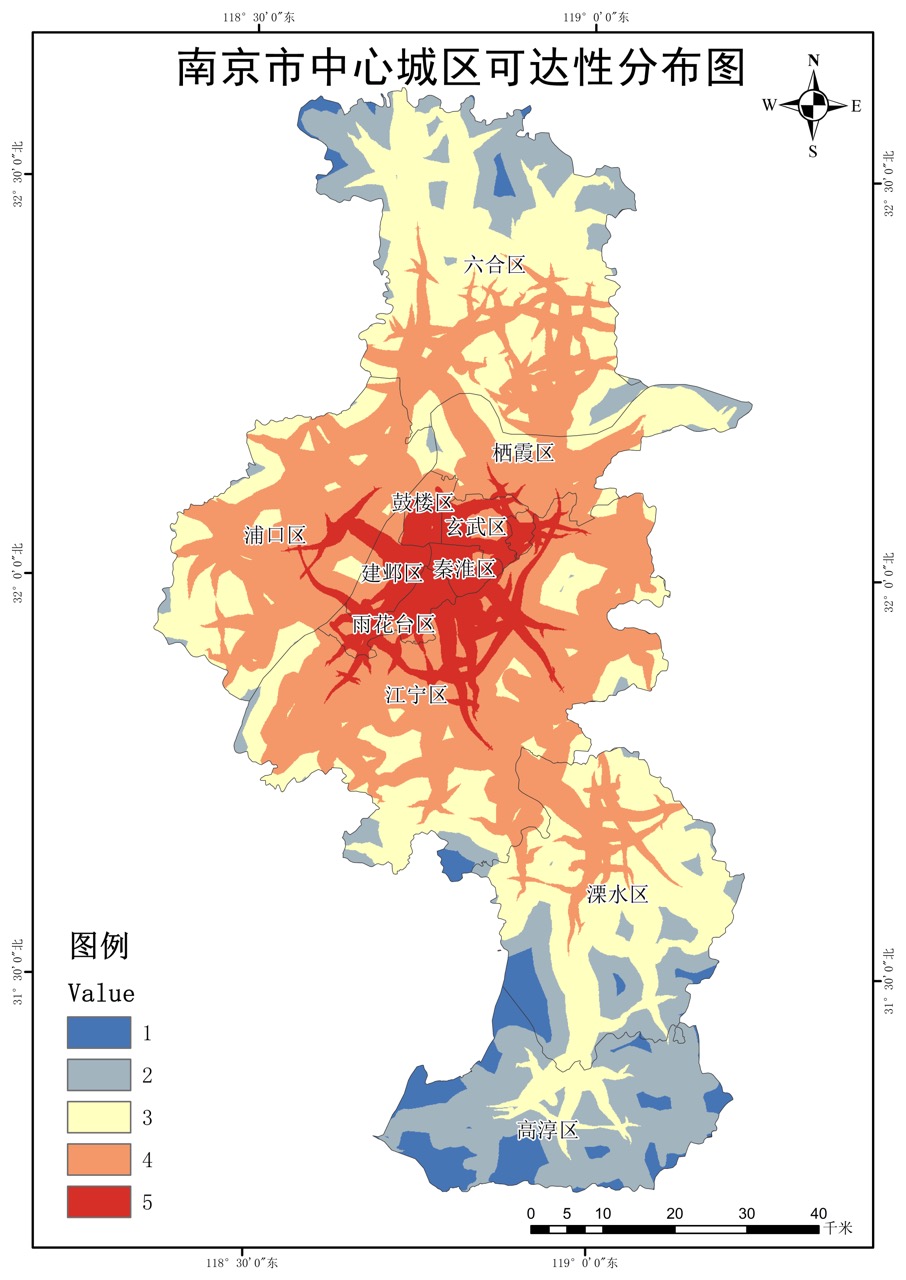 118° 30′0″东
119° 0′0″东
南京市中心城区可达性分布图
N
W
E
S
32° 30′0″北
32° 30′0″北
六合区
栖霞区
鼓楼区
玄武区
浦口区
建邺区
秦淮区
32° 0′0″北
32° 0′0″北
雨花台区
江宁区
溧水区
31° 30′0″北
31° 30′0″北
高淳区
图例
Value
1
2
3
4
5
0 5 10 20 30 40
千米
118° 30′0″东
119° 0′0″东